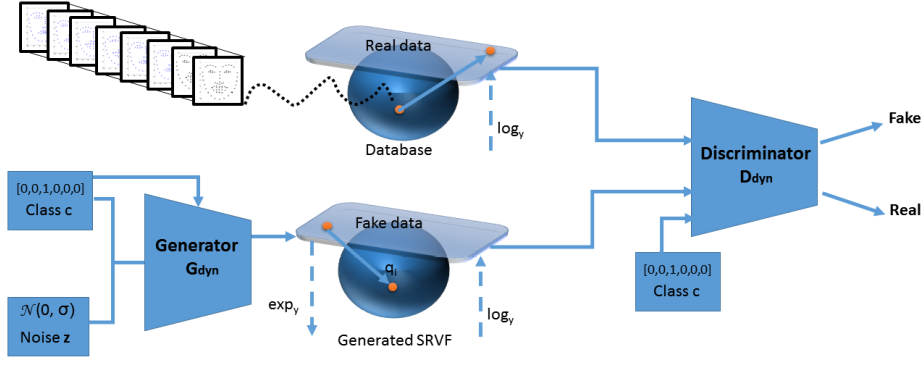 Real data
log_y
Database
Fake
Discriminator
D_dyn
Real
[0,0,1,0,0,0]
Class c
Fake data
Generator
G_dyn
q_i
[0,0,1,0,0,0]
Class c
𝒩(0, σ)
Noise z
exp_y
log_y
Generated SRVF